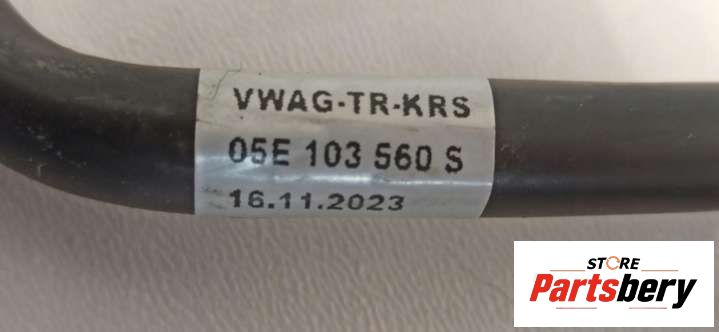 VWAG-TR-KRS
05E 103 560 S
16.11.2023
STORE
Partsbery